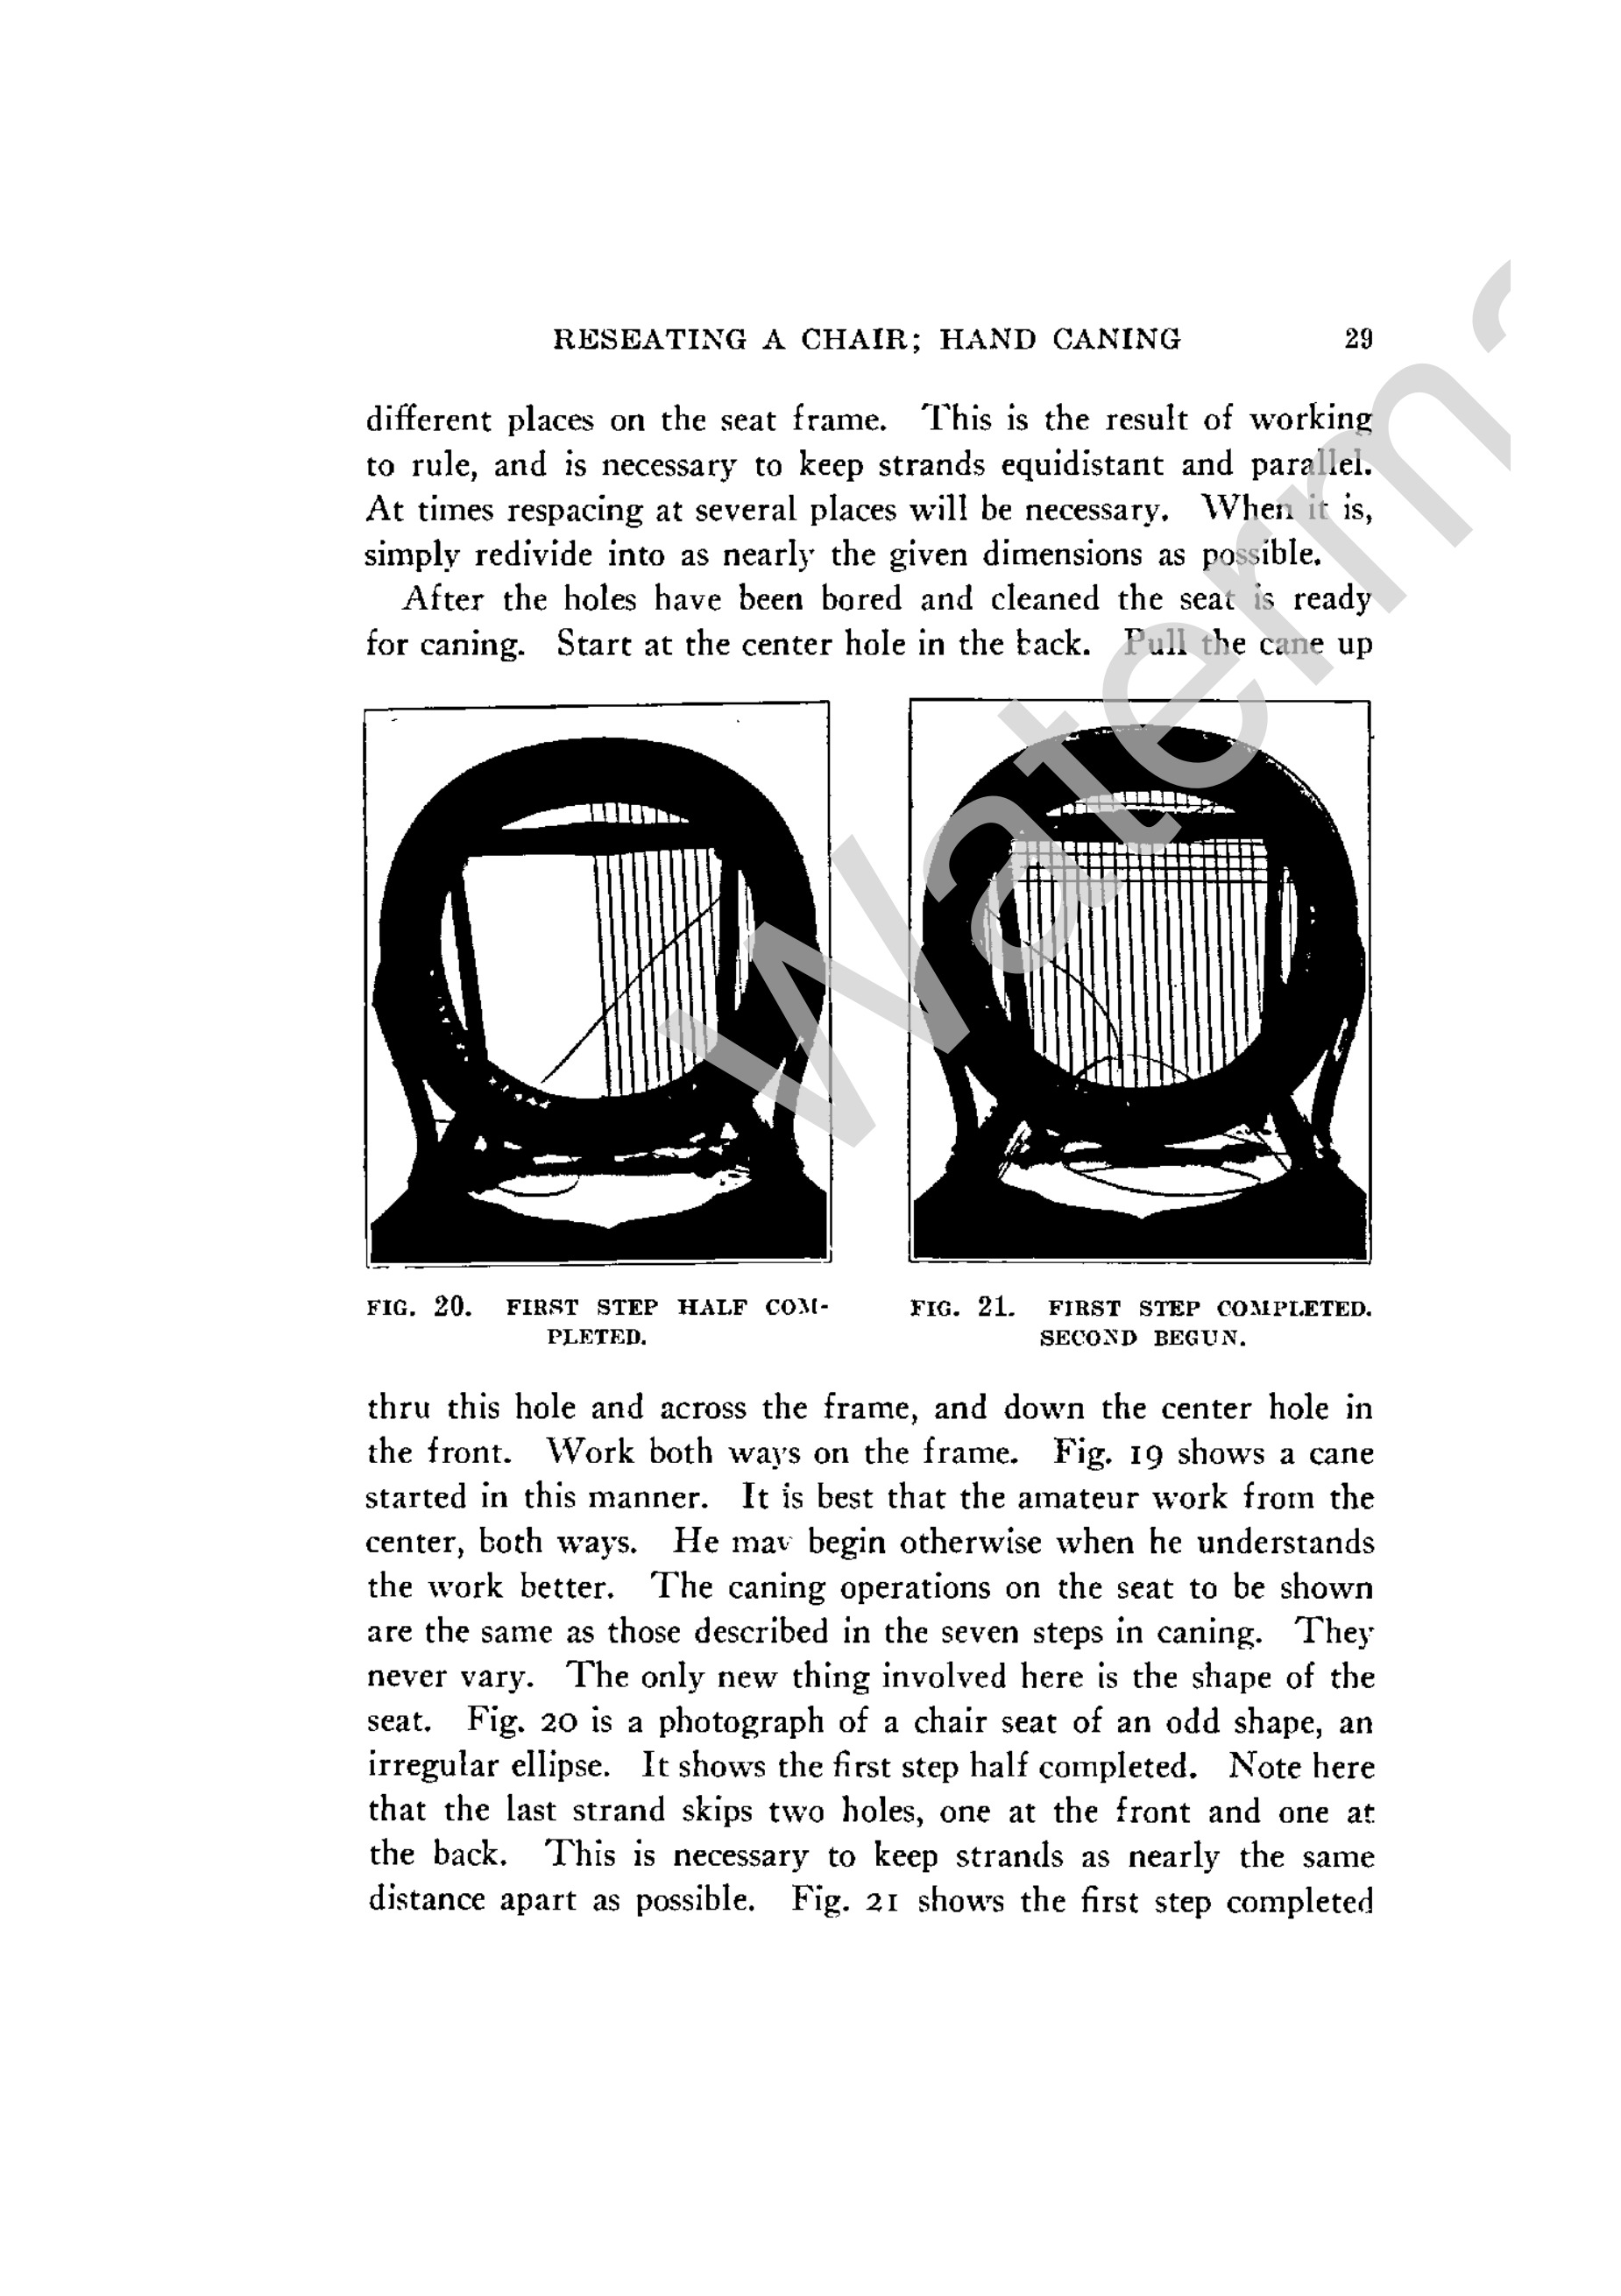 RESEATING A CHAIR; HAND CANING 29
different places on the seat frame. This is the result of working
to rule, and is necessary to keep strands equidistant and parallel.
At times respacing at several places will be necessary. When it is,
simply redivide into as nearly the given dimensions as possible.
After the holes have been bored and cleaned the seat is ready
for caning. Start at the center hole in the back. Pull the cane up
FIG. 20. FIRST STEP HALF COM-
PLETED.
FIG. 21. FIRST STEP COMPLETED.
SECOND BEGUN.
thru this hole and across the frame, and down the center hole in
the front. Work both ways on the frame. Fig. 19 shows a cane
started in this manner. It is best that the amateur work from the
center, both ways. He may begin otherwise when he understands
the work better. The caning operations on the seat to be shown
are the same as those described in the seven steps in caning. They
never vary. The only new thing involved here is the shape of the
seat. Fig. 20 is a photograph of a chair seat of an odd shape, an
irregular ellipse. It shows the first step half completed. Note here
that the last strand skips two holes, one at the front and one at
the back. This is necessary to keep strands as nearly the same
distance apart as possible. Fig. 21 shows the first step completed
Waterm